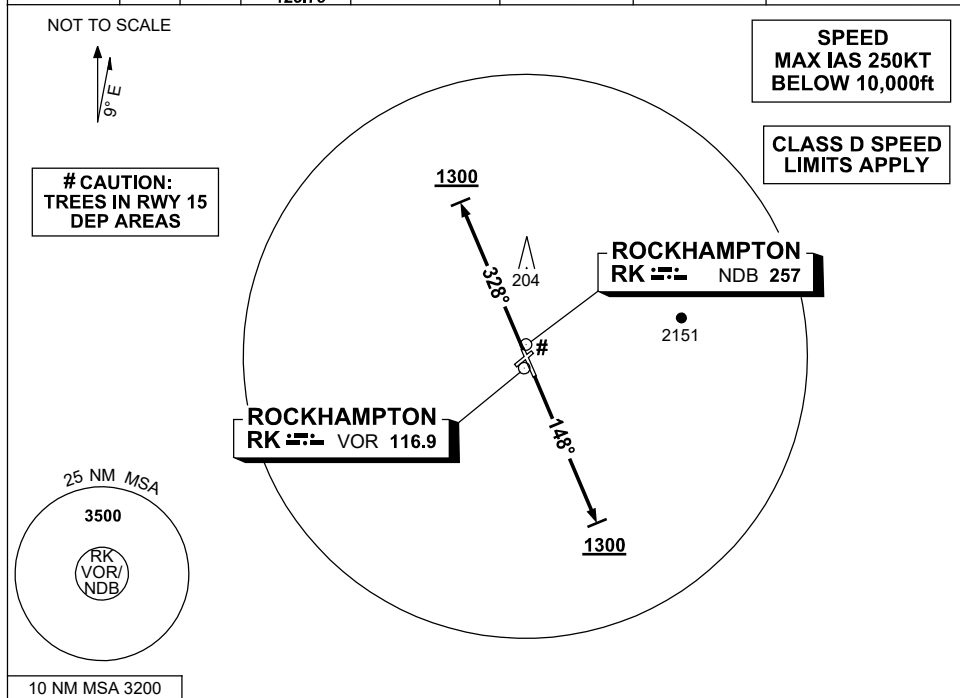 NOT TO SCALE
9° E
SPEED
MAX IAS 250KT
BELOW 10,000ft
CLASS D SPEED
LIMITS APPLY
# CAUTION:
TREES IN RWY 15
DEP AREAS
1300
328°
204
ROCKHAMPTON
RK NDB 257
2151
#
ROCKHAMPTON
RK VOR 116.9
148°
1300
25 NM MSA
3500
RK
VOR/
NDB
10 NM MSA 3200